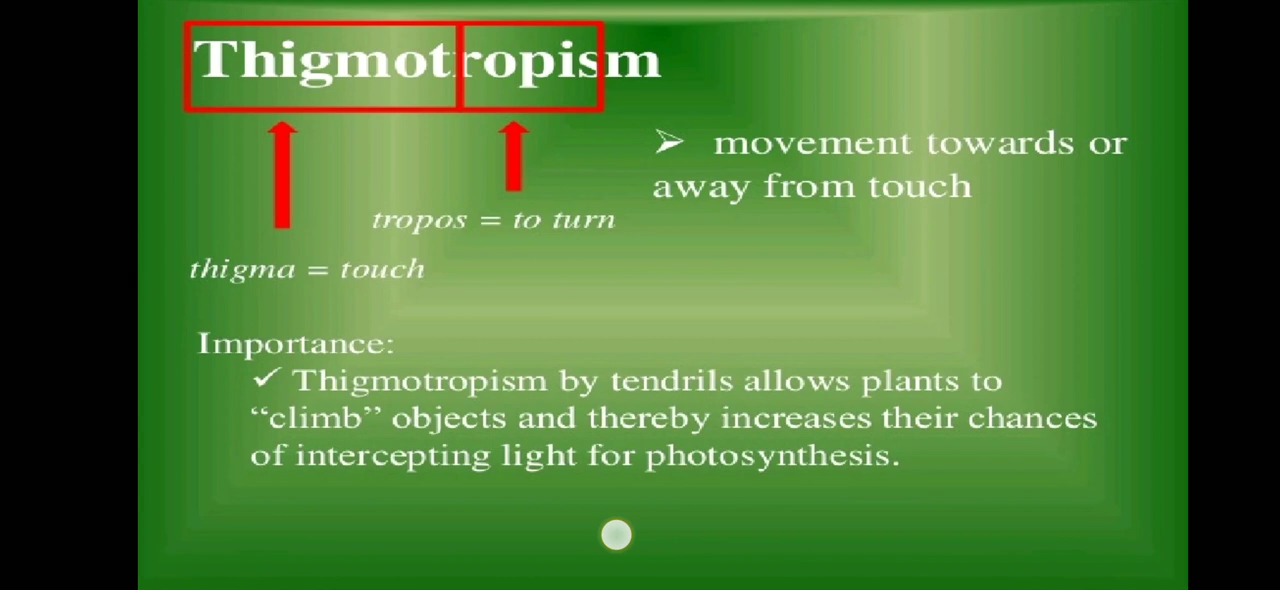 Thigmotropism
➢ movement towards or
away from touch
tropos = to turn
thigma = touch
Importance:
✓ Thigmotropism by tendrils allows plants to
“climb” objects and thereby increases their chances
of intercepting light for photosynthesis.